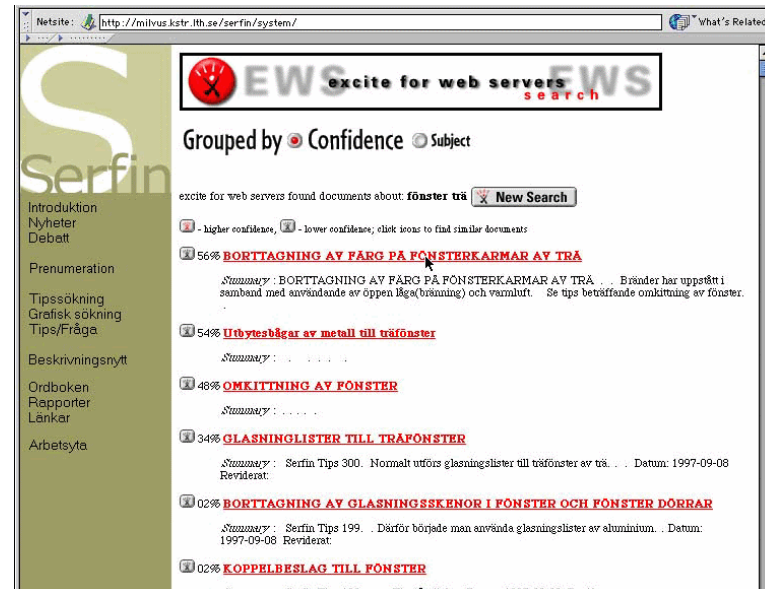 Netsite: http://milvus.kstr.lth.se/serfin/system/ What's Related
EWS excite for web servers EWS
search
Grouped by Confidence Subject
S
Serfin
excite for web servers found documents about: fönster trä New Search
- higher confidence, - lower confidence; click icons to find similar documents
Introduktion
Nyheter
Debatt
Prenumeration
Tipssökning
Grafisk sökning
Tips/Fråga
Beskrivningsnytt
Ordboken
Rapporter
Länkar
Arbetsyta
56% BORTTAGNING AV FÄRG PÅ FÖNSTERKARMAR AV TRÄ
Summary: BORTTAGNING AV FÄRG PÅ FÖNSTERKARMAR AV TRÄ . . Bränder har uppstått i
samband med användande av öppen låga(bränning) och varmluft. Se tips beträffande omkittning av fönster.
.
54% Utbytesbågar av metall till träfönster
Summary: . . . . .
48% OMKITTNING AV FÖNSTER
Summary: . . . . .
34% GLASNINGLISTER TILL TRÄFÖNSTER
Summary: Serfin Tips 300. Normalt utförs glasningslister till träfönster av trä. . . Datum: 1997-09-08
Reviderat:
02% BORTTAGNING AV GLASNINGSSKENOR I FÖNSTER OCH FÖNSTER DÖRRAR
Summary: Serfin Tips 199. . Därför började man använda glasningslister av aluminium. . Datum:
1997-09-08 Reviderat:
02% KOPPELBESLAG TILL FÖNSTER